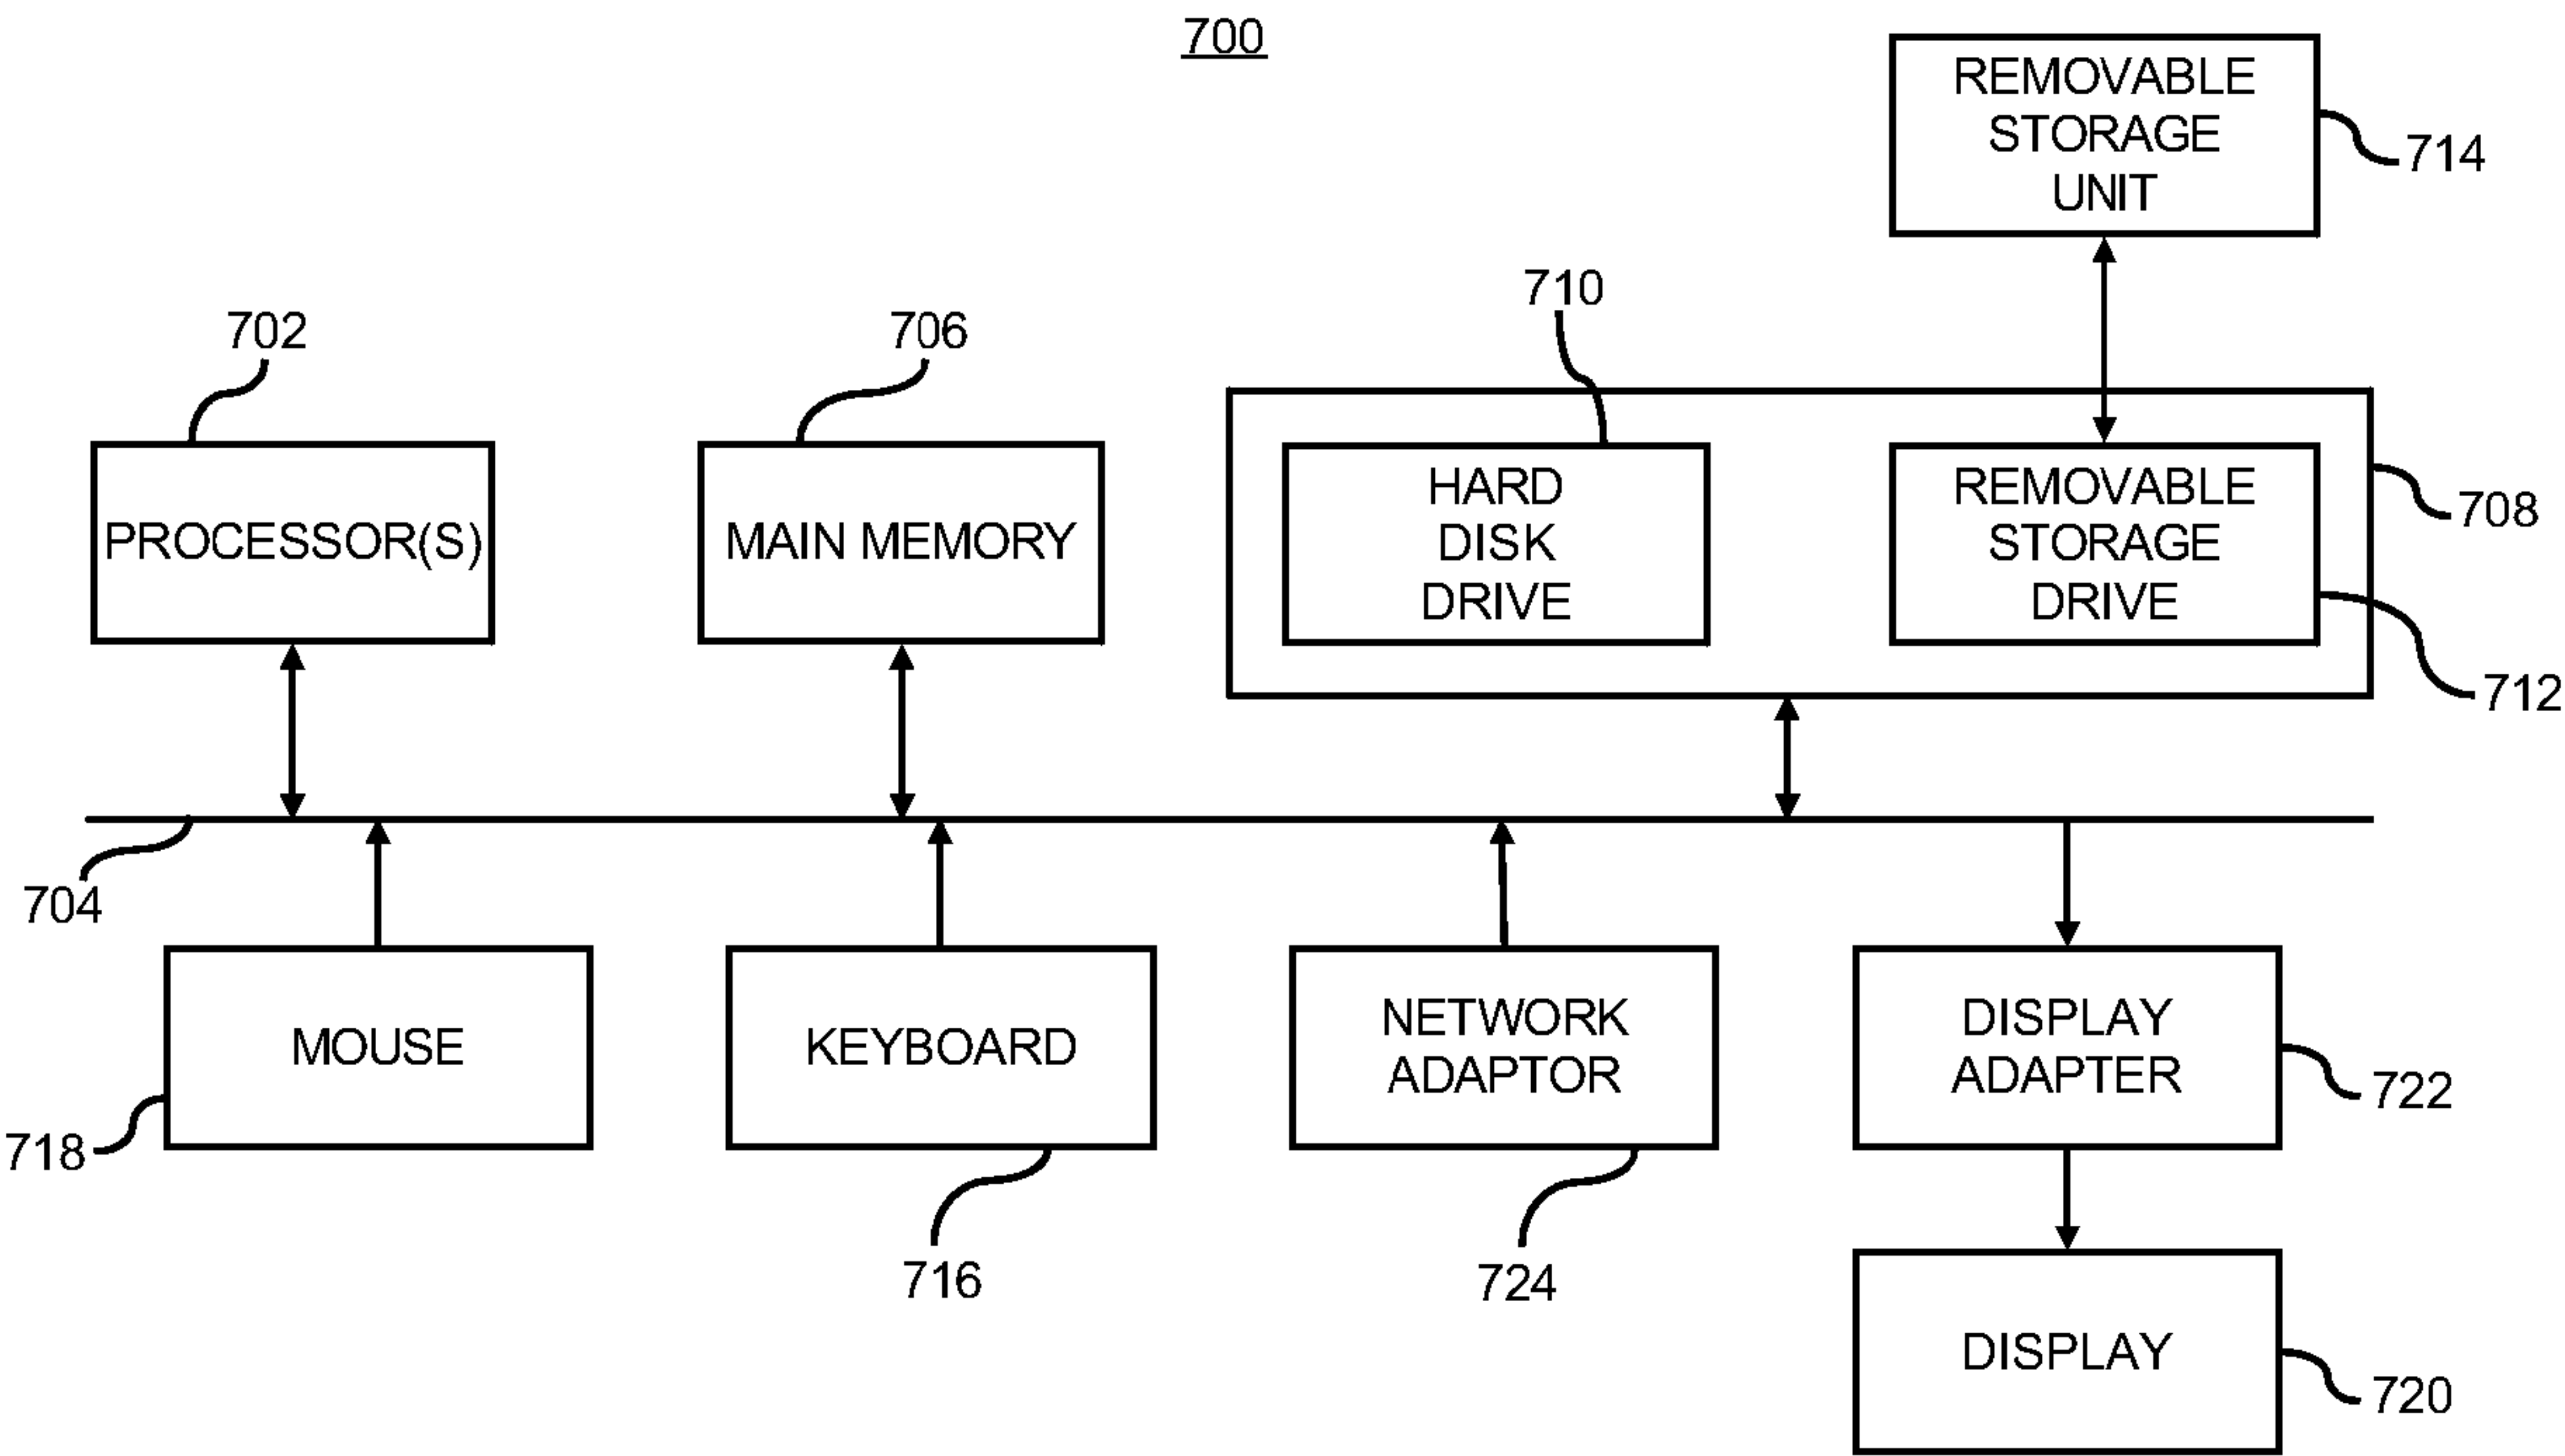 700
REMOVABLE
STORAGE
UNIT
714
710
702
706
PROCESSOR(S)
MAIN MEMORY
HARD
DISK
DRIVE
REMOVABLE
STORAGE
DRIVE
708
712
704
MOUSE
KEYBOARD
NETWORK
ADAPTOR
DISPLAY
ADAPTER
722
718
716
724
DISPLAY
720